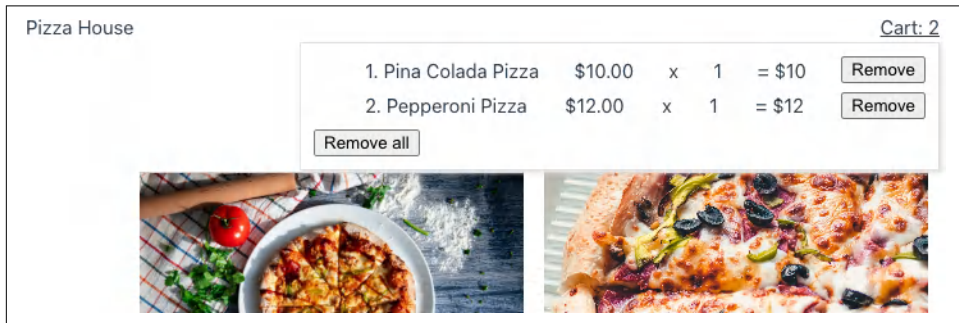 Pizza House Cart: 2
1. Pina Colada Pizza $10.00 x 1 = $10 Remove
2. Pepperoni Pizza $12.00 x 1 = $12 Remove
Remove all